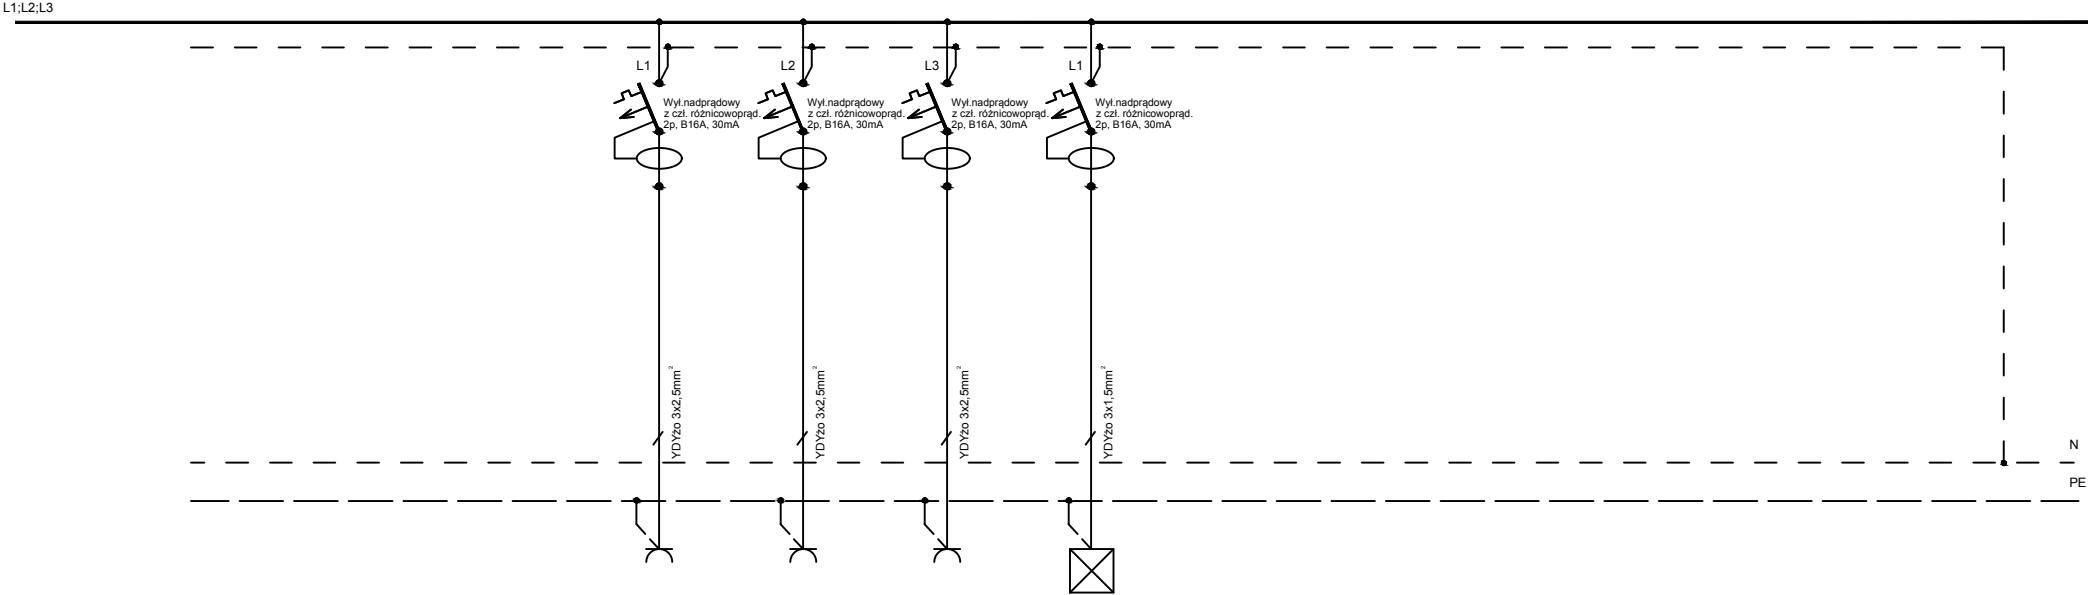 L1;L2;L3
L1
Wył.nadprądowy
z czł. różnicowoprąd.
2p, B16A, 30mA
L2
Wył.nadprądowy
z czł. różnicowoprąd.
2p, B16A, 30mA
L3
Wył.nadprądowy
z czł. różnicowoprąd.
2p, B16A, 30mA
L1
Wył.nadprądowy
z czł. różnicowoprąd.
2p, B16A, 30mA
YDYżo 3x2,5mm²
YDYżo 3x2,5mm²
YDYżo 3x2,5mm²
YDYżo 3x1,5mm²
N
PE